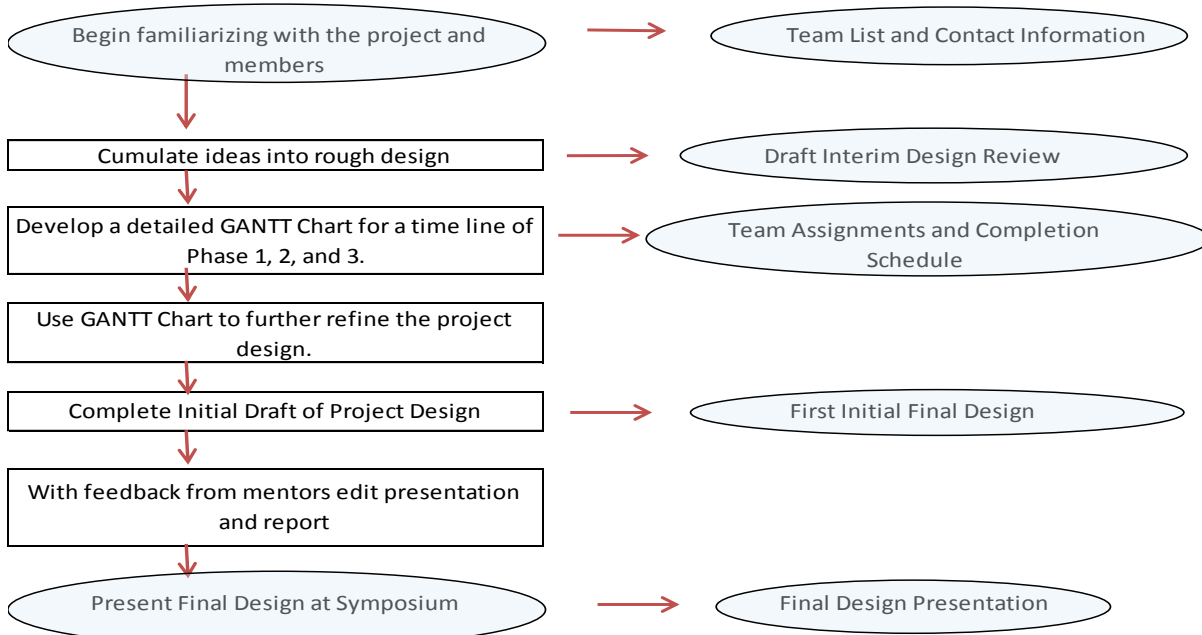 Begin familiarizing with the project and
members
Team List and Contact Information
Cumulate ideas into rough design
Draft Interim Design Review
Develop a detailed GANTT Chart for a time line of
Phase 1, 2, and 3.
Team Assignments and Completion
Schedule
Use GANTT Chart to further refine the project
design.
Complete Initial Draft of Project Design
First Initial Final Design
With feedback from mentors edit presentation
and report
Present Final Design at Symposium
Final Design Presentation